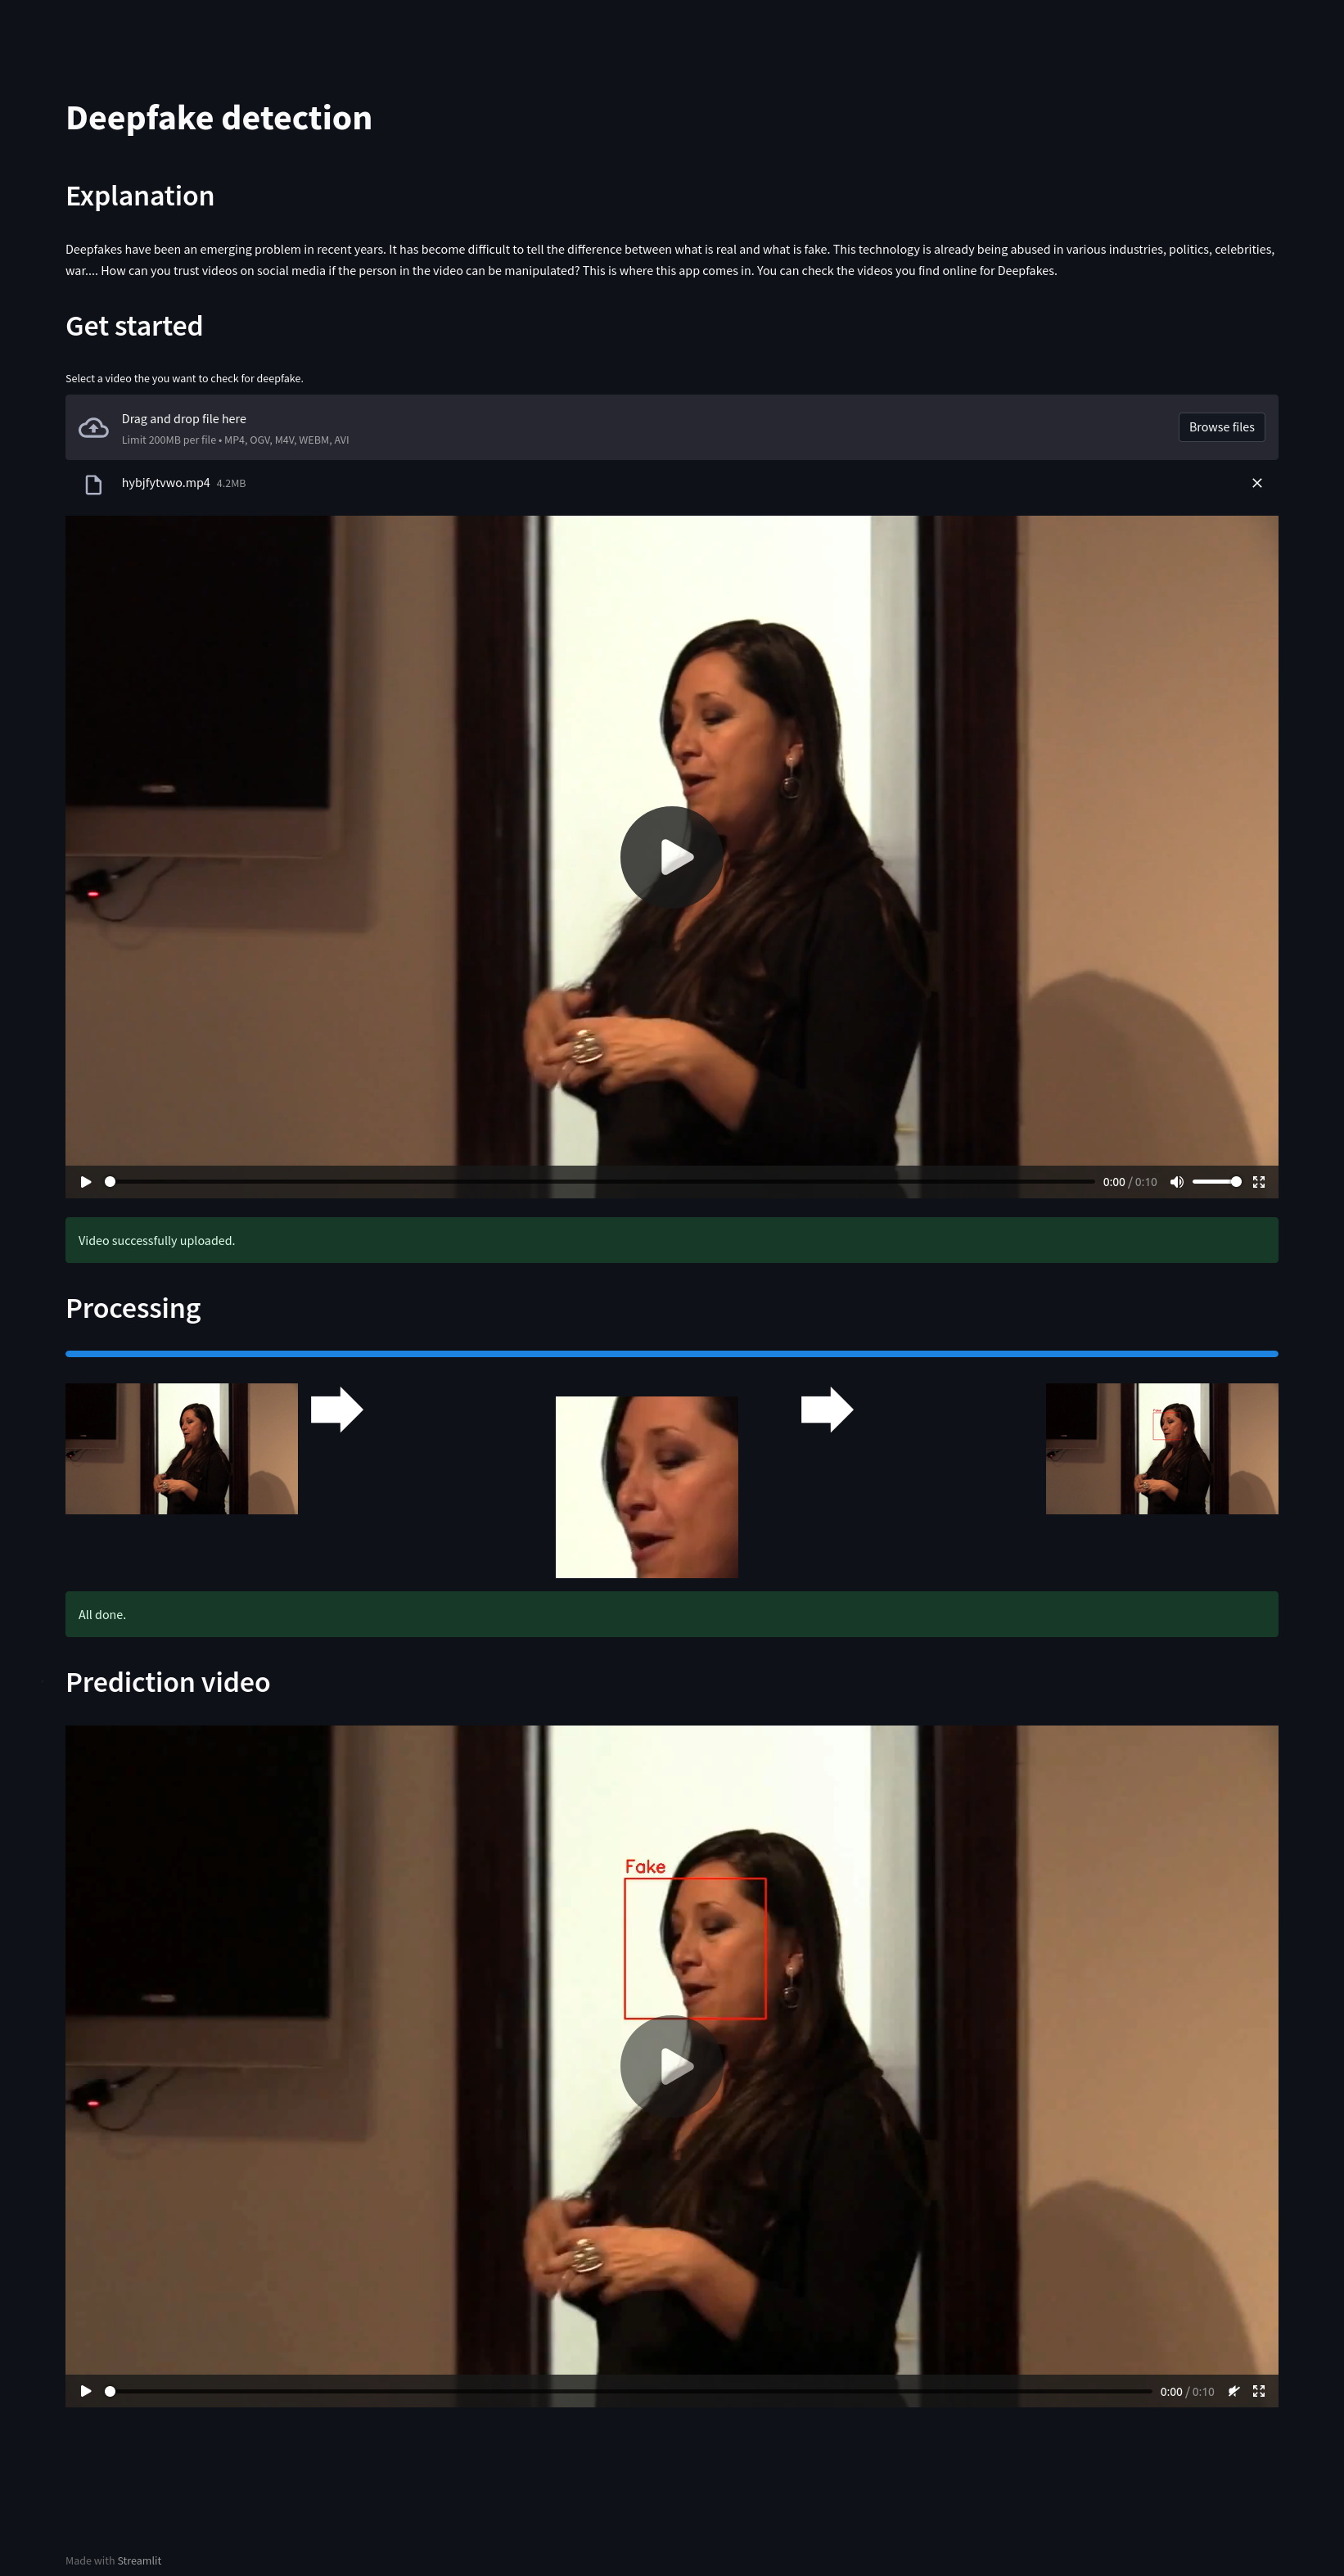 Deepfake detection
Explanation
Deepfakes have been an emerging problem in recent years. It has become difficult to tell the difference between what is real and what is fake. This technology is already being abused in various industries, politics, celebrities,
war.... How can you trust videos on social media if the person in the video can be manipulated? This is where this app comes in. You can check the videos you find online for Deepfakes.
Get started
Select a video the you want to check for deepfake.
Drag and drop file here
Limit 200MB per file • MP4, OGV, M4V, WEBM, AVI
Browse files
hybjfytvwo.mp4 4.2MB
0:00 / 0:10
Video successfully uploaded.
Processing
Fake
All done.
Prediction video
Fake
0:00 / 0:10
Made with Streamlit